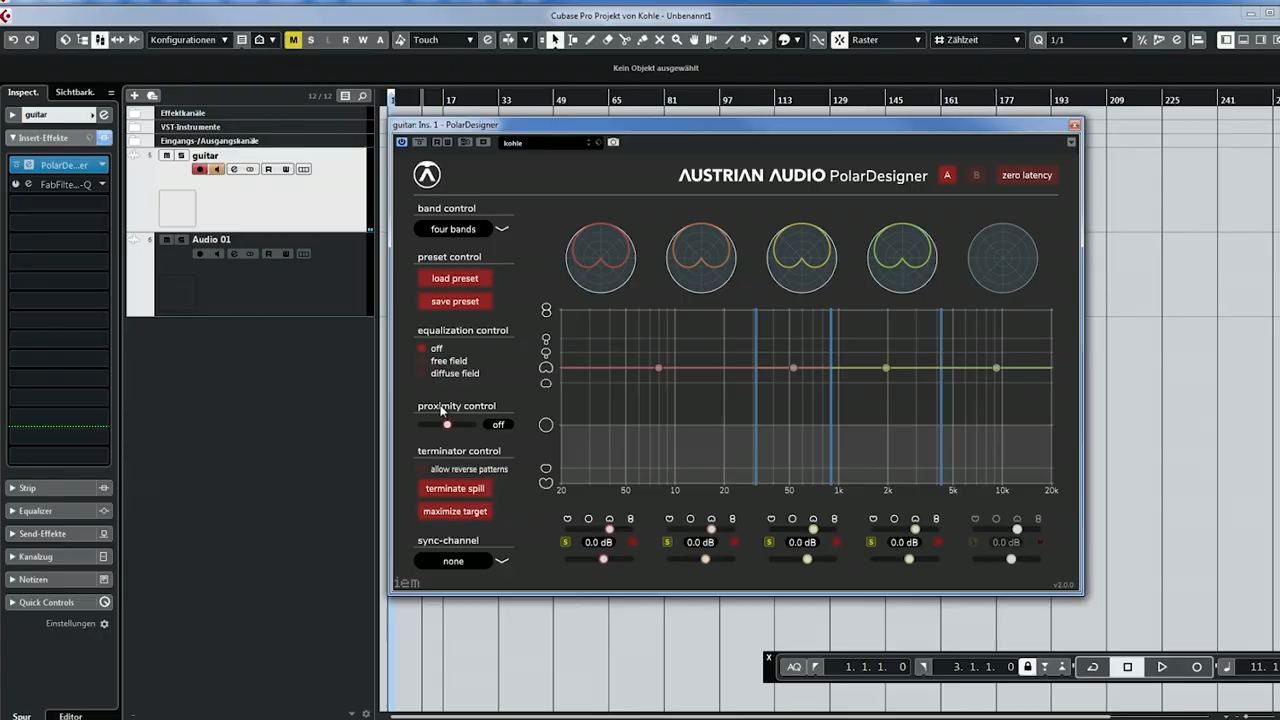 Cubase Pro Projekt von Kohle - Unbenannt1
Konfigurationen M S L R W A Touch Raster Zählzeit Q 1/1
Kein Objekt ausgewählt
Inspect. Sichtbark. 12 / 12 1 17 33 49 65 81 97 113 129 145 161 177 193 209 225 241
guitar
Insert-Effekte
PolarDe...er
FabFilte...-Q
Strip
Equalizer
Send-Effekte
Kanalzug
Notizen
Quick Controls
Einstellungen
Spur Editor
Effektkanäle
VST-Instrumente
Eingangs-/Ausgangskanäle
5 m S guitar
R W
6 m S Audio 01
R W
guitar: Ins. 1 - PolarDesigner
kohle
AUSTRIAN AUDIO PolarDesigner A B zero latency
band control
four bands
preset control
load preset
save preset
equalization control
off
free field
diffuse field
proximity control
off
terminator control
allow reverse patterns
terminate spill
maximize target
sync-channel
none
20 50 10 20 50 1k 2k 5k 10k 20k
S 0.0 dB S 0.0 dB S 0.0 dB S 0.0 dB S 0.0 dB
iem v2.0.0
X AQ 1. 1. 1. 0 3. 1. 1. 0 11. 1